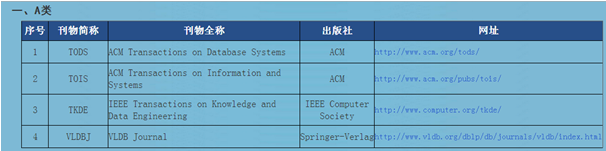 一、A类
序号 刊物简称 刊物全称 出版社 网址
1 TODS ACM Transactions on Database Systems ACM http://www.acm.org/tods/
2 TOIS ACM Transactions on Information and Systems ACM http://www.acm.org/pubs/tois/
3 TKDE IEEE Transactions on Knowledge and Data Engineering IEEE Computer Society http://www.computer.org/tkde/
4 VLDBJ VLDB Journal Springer-Verlag http://www.vldb.org/dblp/db/journals/vldb/index.html